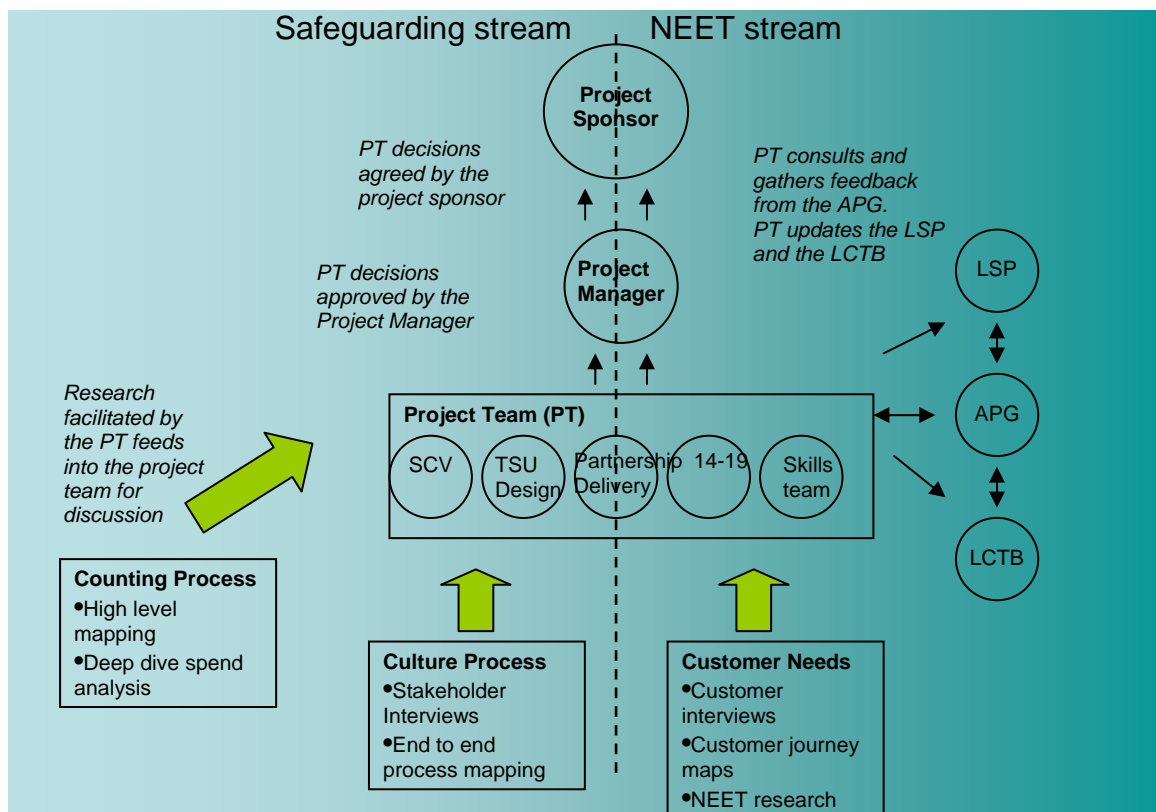 Safeguarding stream
NEET stream
Project
Sponsor
PT decisions
agreed by the
project sponsor
PT consults and
gathers feedback
from the APG.
PT updates the LSP
and the LCTB
Project
Manager
PT decisions
approved by the
Project Manager
LSP
APG
LCTB
Research
facilitated by
the PT feeds
into the project
team for
discussion
Project Team (PT)
SCV
TSU
Design
Partnership
Delivery
14-19
Skills
team
Counting Process
•High level
mapping
•Deep dive spend
analysis
Culture Process
•Stakeholder
Interviews
•End to end
process mapping
Customer Needs
•Customer
interviews
•Customer journey
maps
•NEET research